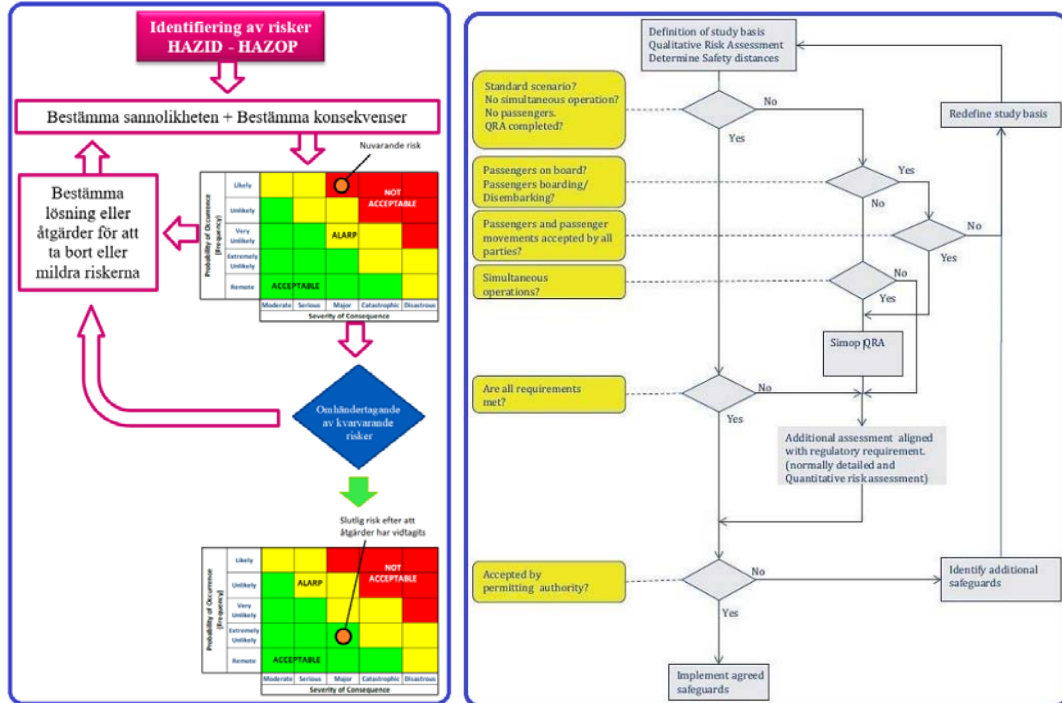 Identifiering av risker
HAZID - HAZOP
Bestämma sannolikheten + Bestämma konsekvenser
Nuvarande risk
Bestämma
lösning eller
åtgärder för att
ta bort eller
mildra riskerna
Probability of Occurrence
(Frequency)
Likely
Unlikely
Very
Unlikely
Extremely
Unlikely
Remote
NOT
ACCEPTABLE
ALARP
ACCEPTABLE
Moderate Serious Major Catastrophic Disastrous
Severity of Consequence
Omhändertagande
av kvarvarande
risker
Slutlig risk efter att
åtgärder har vidtagits
Probability of Occurrence
(Frequency)
Likely
Unlikely
Very
Unlikely
Extremely
Unlikely
Remote
NOT
ACCEPTABLE
ALARP
ACCEPTABLE
Moderate Serious Major Catastrophic Disastrous
Severity of Consequence
Definition of study basis
Qualitative Risk Assessment
Determine Safety distances
Standard scenario?
No simultaneous operation?
No passengers.
QRA completed?
No
Yes
Redefine study basis
Passengers on board?
Passengers boarding/
Disembarking?
Yes
No
Passengers and passenger
movements accepted by all
parties?
No
Yes
Simultaneous
operations?
No
Yes
Simop QRA
Are all requirements
met?
No
Yes
Additional assessment aligned
with regulatory requirement.
(normally detailed and
Quantitative risk assessment)
Accepted by
permitting authority?
No
Yes
Identify additional
safeguards
Implement agreed
safeguards